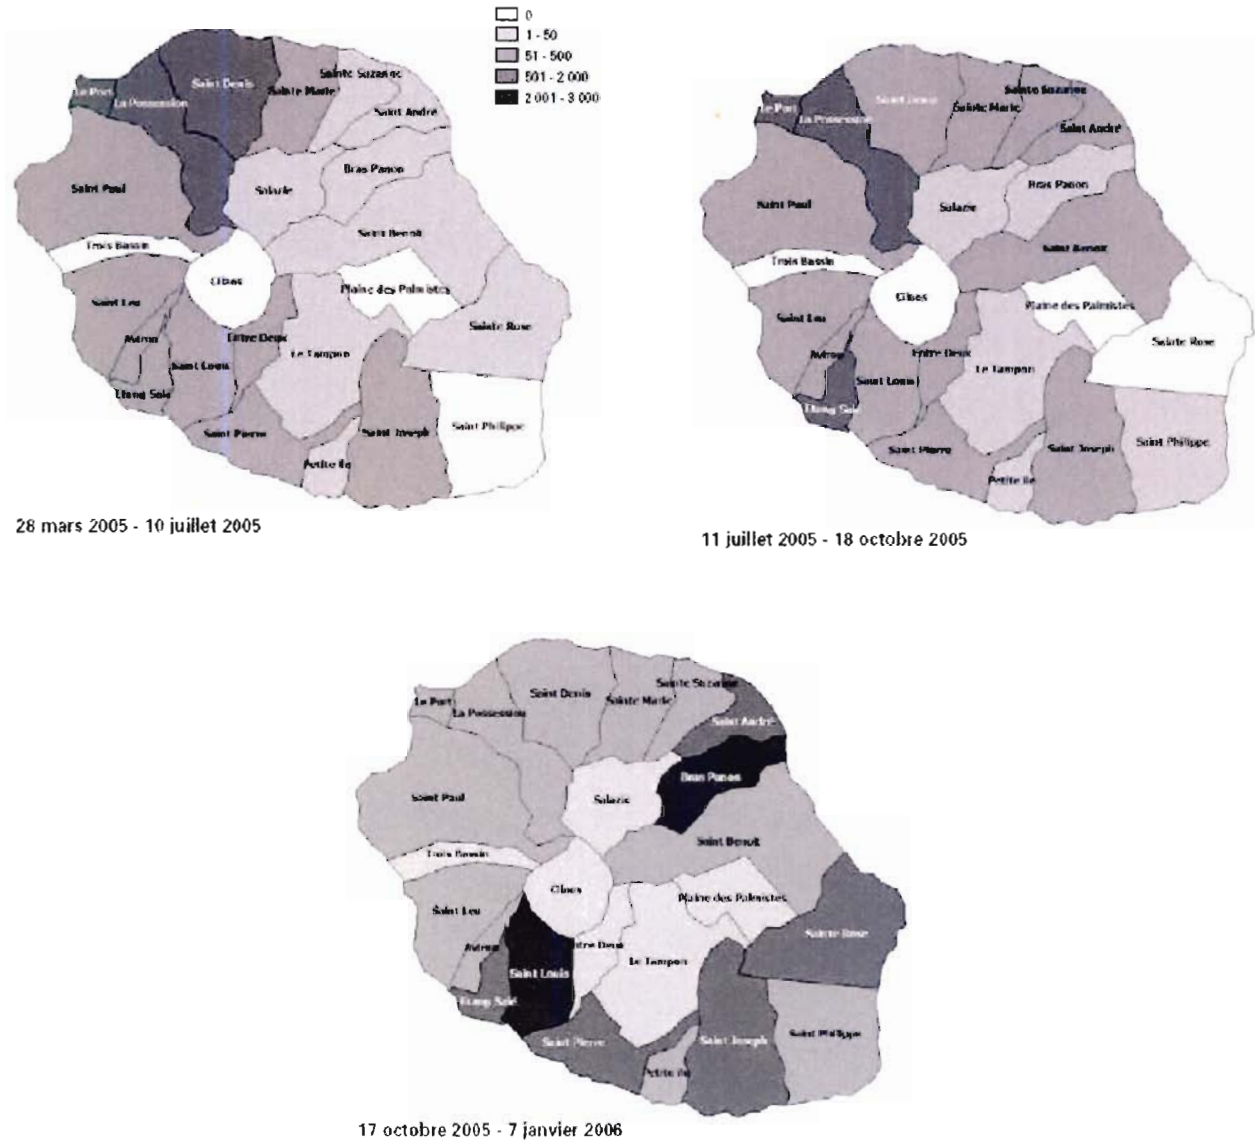 0
1 - 50
51 - 500
501 - 2 000
2 001 - 3 000
Le Port
La Possession
Saint Denis
Sainte Marie
Sainte Suzanne
Saint André
Saint Paul
Salazie
Bras Panon
Saint Benoit
Trois Bassin
Cilaos
Plaine des Palmistes
Saint Leu
Aviron
Entre Deux
Sainte Rose
Saint Louis
Le Tampon
Etang Salé
Saint Pierre
Saint Joseph
Saint Philippe
Petite Ile
28 mars 2005 - 10 juillet 2005
Le Port
La Possession
Saint Denis
Sainte Marie
Sainte Suzanne
Saint André
Saint Paul
Salazie
Bras Panon
Saint Benoit
Trois Bassin
Cilaos
Plaine des Palmistes
Saint Leu
Aviron
Entre Deux
Sainte Rose
Saint Louis
Le Tampon
Etang Salé
Saint Pierre
Saint Joseph
Saint Philippe
Petite Ile
11 juillet 2005 - 18 octobre 2005
Le Port
La Possession
Saint Denis
Sainte Marie
Sainte Suzanne
Saint André
Bras Panon
Saint Paul
Salazie
Saint Benoit
Trois Bassin
Cilaos
Plaine des Palmistes
Saint Leu
Aviron
ntre Deux
Sainte Rose
Le Tampon
Saint Louis
Etang Salé
Saint Pierre
Saint Joseph
Saint Philippe
Petite Ile
17 octobre 2005 - 7 janvier 2006